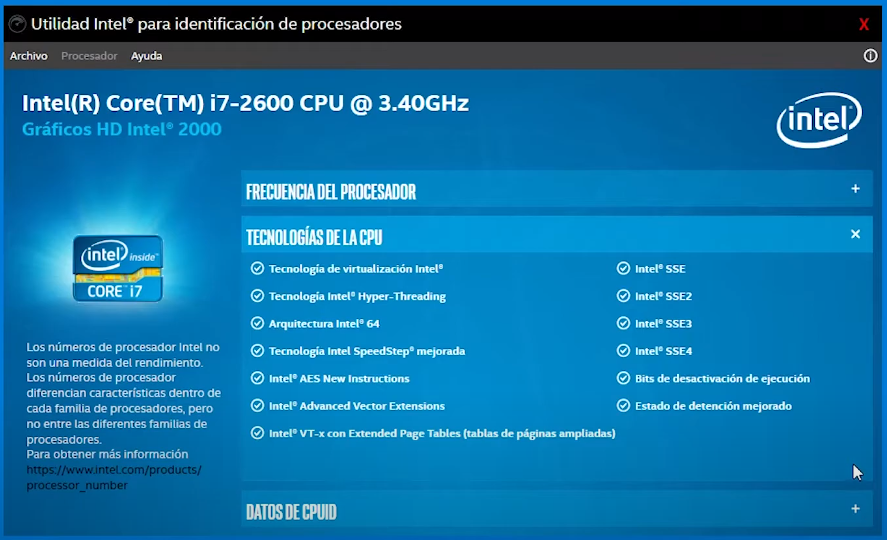 Utilidad Intel® para identificación de procesadores
X
Archivo Procesador Ayuda
Intel(R) Core(TM) i7-2600 CPU @ 3.40GHz
Gráficos HD Intel® 2000
intel
FRECUENCIA DEL PROCESADOR +
TECNOLOGÍAS DE LA CPU ×
Tecnología de virtualización Intel®
Tecnología Intel® Hyper-Threading
Arquitectura Intel® 64
Tecnología Intel SpeedStep® mejorada
Intel® AES New Instructions
Intel® Advanced Vector Extensions
Intel® VT-x con Extended Page Tables (tablas de páginas ampliadas)
Intel® SSE
Intel® SSE2
Intel® SSE3
Intel® SSE4
Bits de desactivación de ejecución
Estado de detención mejorado
intel inside™
CORE™ i7
Los números de procesador Intel no
son una medida del rendimiento.
Los números de procesador
diferencian características dentro de
cada familia de procesadores, pero
no entre las diferentes familias de
procesadores.
Para obtener más información
https://www.intel.com/products/
processor_number
DATOS DE CPUID +